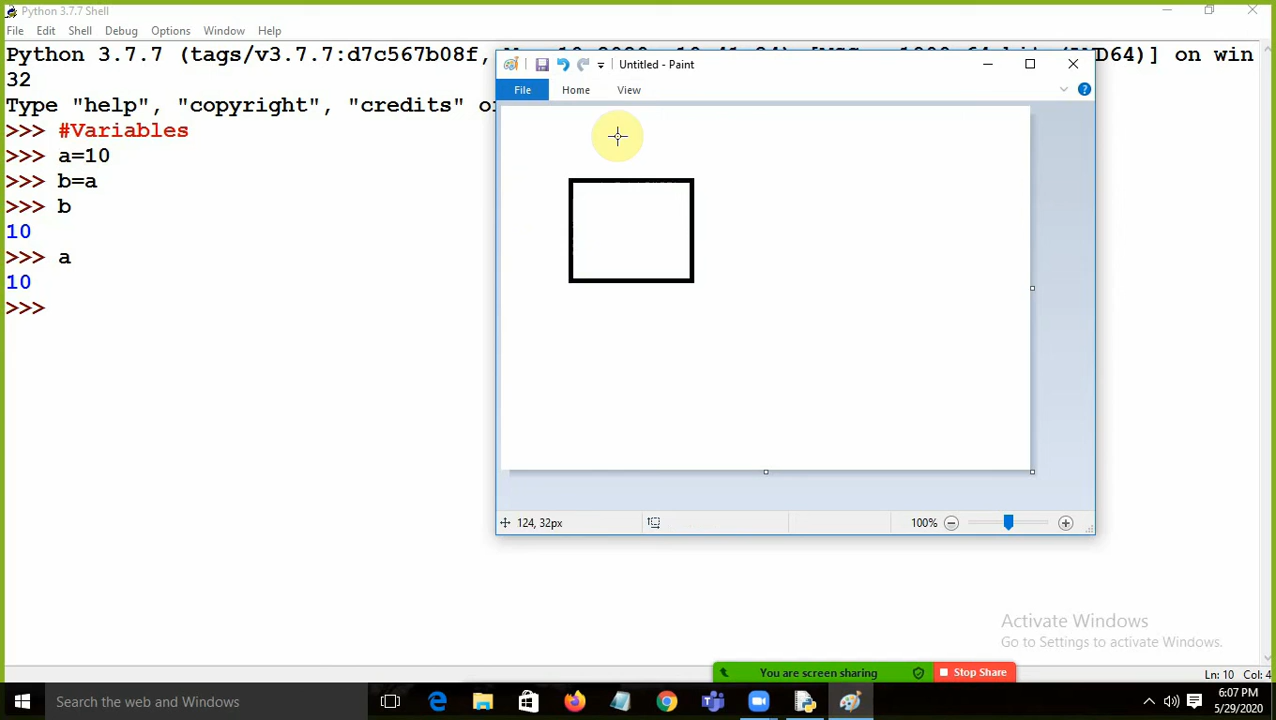 Python 3.7.7 Shell
File Edit Shell Debug Options Window Help
Python 3.7.7 (tags/v3.7.7:d7c567b08f, on win
32
Type "help", "copyright", "credits" or
>>> #Variables
>>> a=10
>>> b=a
>>> b
10
>>> a
10
>>>
Untitled - Paint
File Home View
124, 32px
100%
Activate Windows
Go to Settings to activate Windows.
You are screen sharing Stop Share
Ln: 10 Col: 4
Search the web and Windows
6:07 PM
5/29/2020